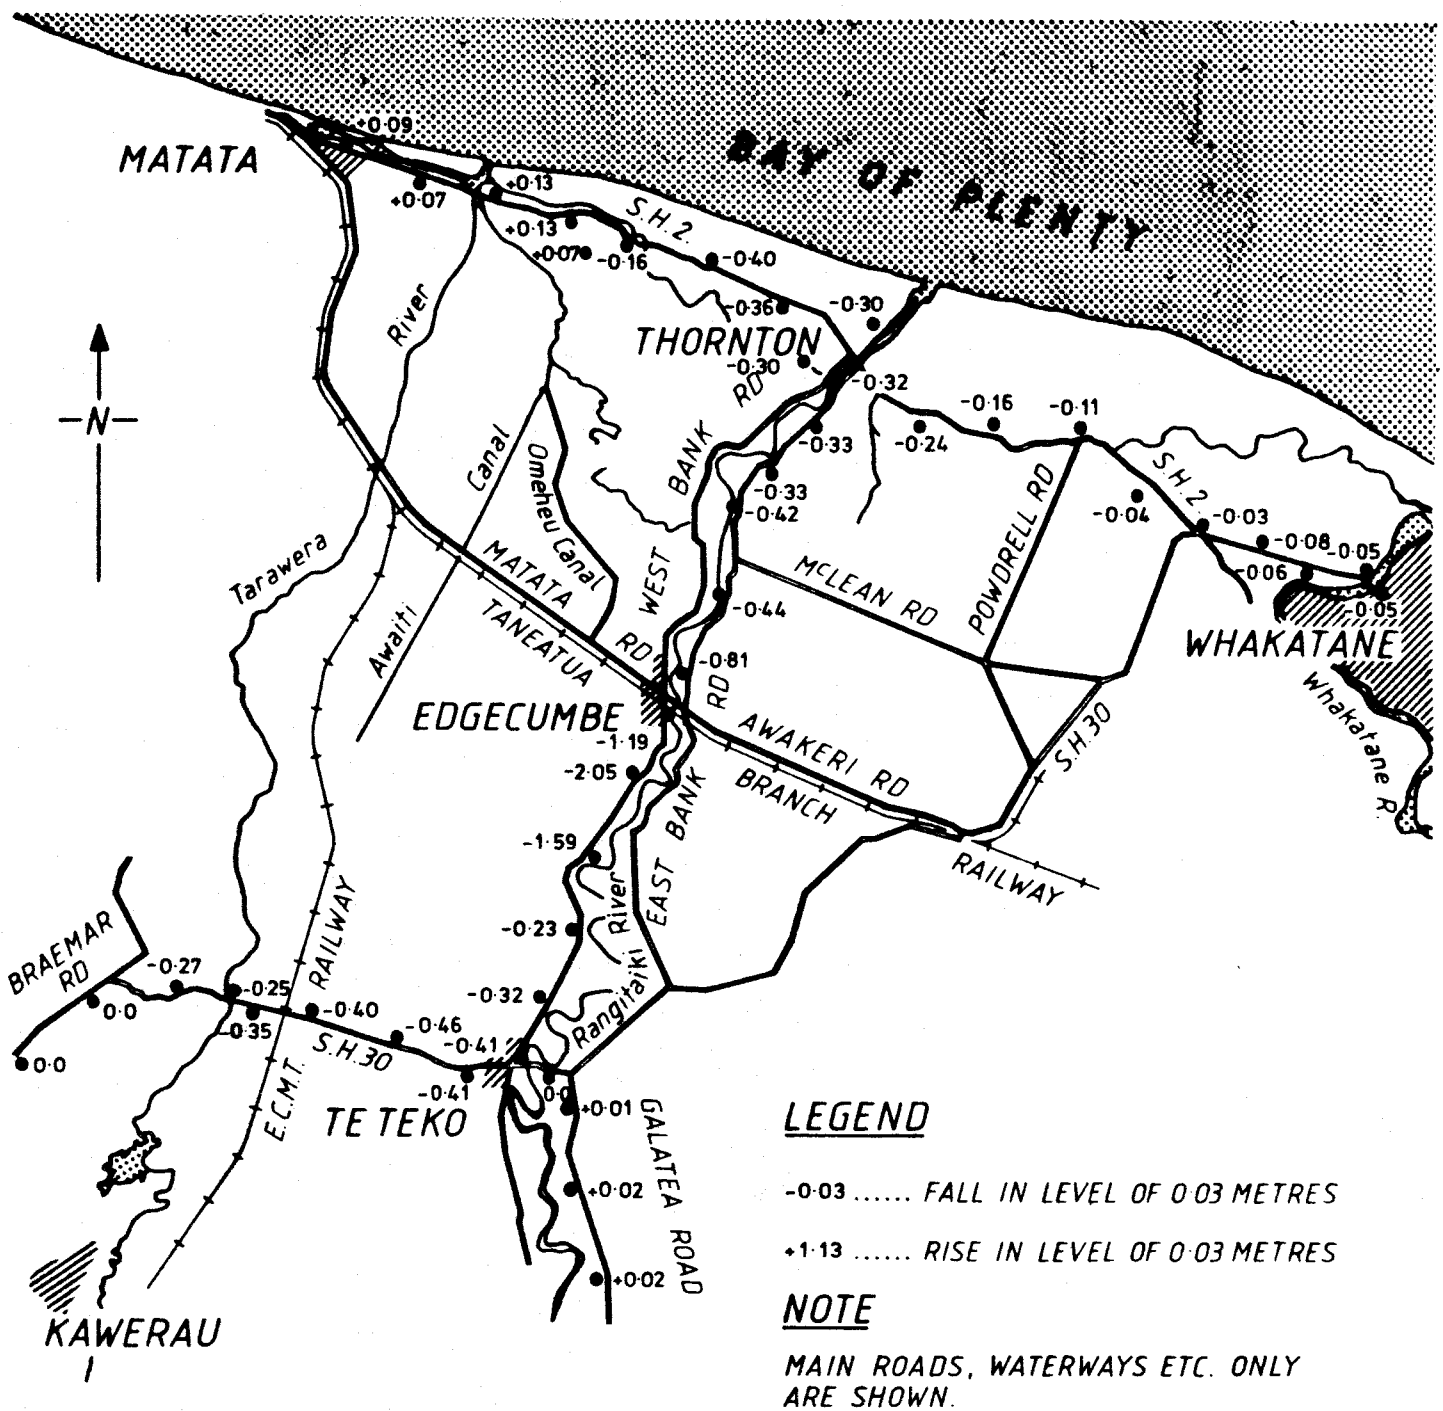 BAY OF PLENTY
MATATA
+0·09
+0·07
+0·13
+0·13
+0·07
-0·16
S.H.2.
-0·40
-0·36
-0·30
THORNTON
-0·30
RD
-0·32
-0·33
-0·33
-0·42
-0·24
-0·16
-0·11
S.H.2
-0·04
-0·03
-0·08
-0·05
-0·06
-0·05
WHAKATANE
Whakatane R.
River
Tarawera
Canal
Awaiti
Omeheu Canal
-N-
BANK
WEST
MATATA
RD
TANEATUA
-0·44
-0·81
RD
McLEAN RD
POWDRELL RD
EDGECUMBE
-1·19
-2·05
-1·59
-0·23
-0·32
AWAKERI RD
BRANCH
RAILWAY
S.H.30
EAST BANK
Rangitaiki River
BRAEMAR
RD
-0·27
-0·25
0·0
0·0
-0·35
-0·40
-0·46
-0·41
-0·41
S.H.30
RAILWAY
E.C.M.T.
TE TEKO
0·0
+0·01
+0·02
+0·02
GALATEA ROAD
KAWERAU
LEGEND
-0·03 ...... FALL IN LEVEL OF 0·03 METRES
+1·13 ...... RISE IN LEVEL OF 0·03 METRES
NOTE
MAIN ROADS, WATERWAYS ETC. ONLY
ARE SHOWN.